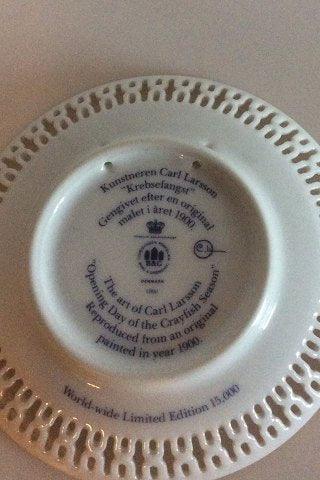 Kunstneren Carl Larsson
"Krebsefangst"
Gengivet efter en original
malet i året 1900.
B&G
DENMARK
The art of Carl Larsson
"Opening Day of the Crayfish Season"
Reproduced from an original
painted in year 1900.
World-wide Limited Edition 15.000